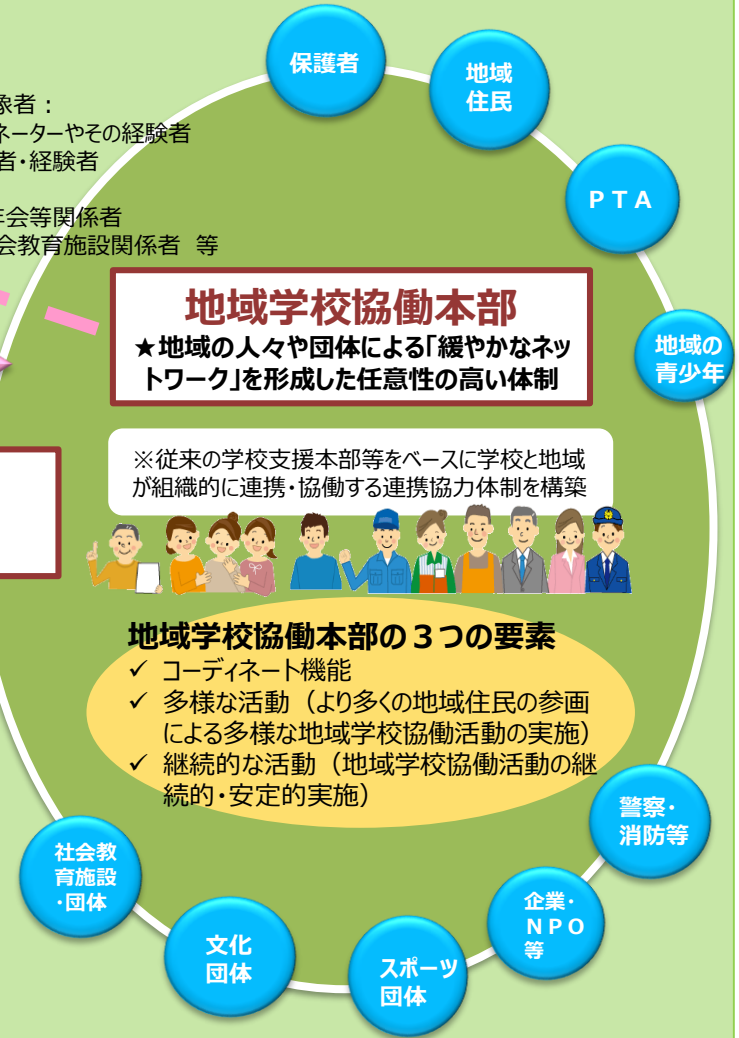 保護者
地域
住民
象者：
ネーターやその経験者
者・経験者
年会等関係者
会教育施設関係者 等
ＰＴＡ
地域学校協働本部
★地域の人々や団体による「緩やかなネッ
トワーク」を形成した任意性の高い体制
地域の
青少年
※従来の学校支援本部等をベースに学校と地域
が組織的に連携・協働する連携協力体制を構築
地域学校協働本部の３つの要素
✓ コーディネート機能
✓ 多様な活動（より多くの地域住民の参画
による多様な地域学校協働活動の実施）
✓ 継続的な活動（地域学校協働活動の継
続的・安定的実施）
警察・
消防等
社会教
育施設
・団体
企業・
ＮＰＯ
等
文化
団体
スポーツ
団体